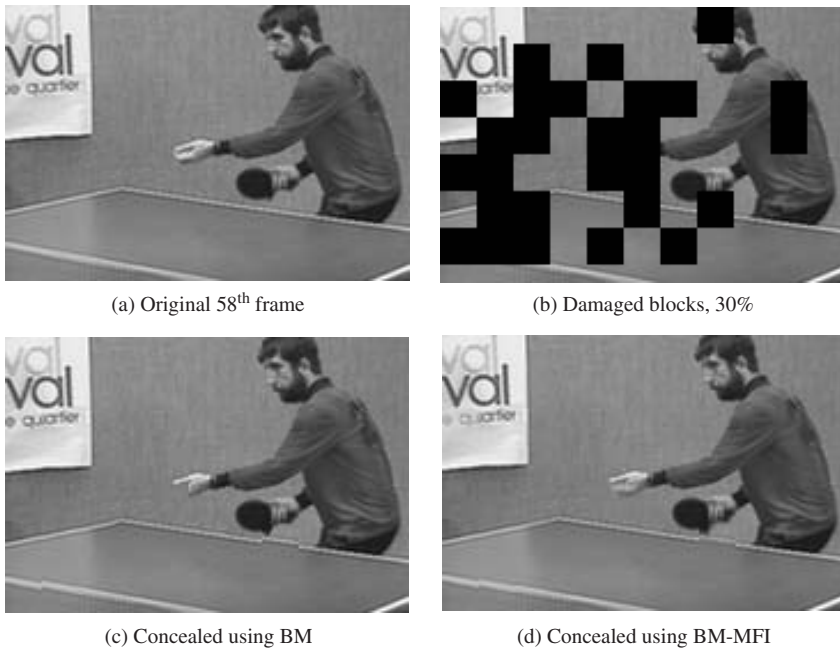 val
val
quartier
val
val
(a) Original 58th frame
(b) Damaged blocks, 30%
val
val
quartier
val
val
quartier
(c) Concealed using BM
(d) Concealed using BM-MFI